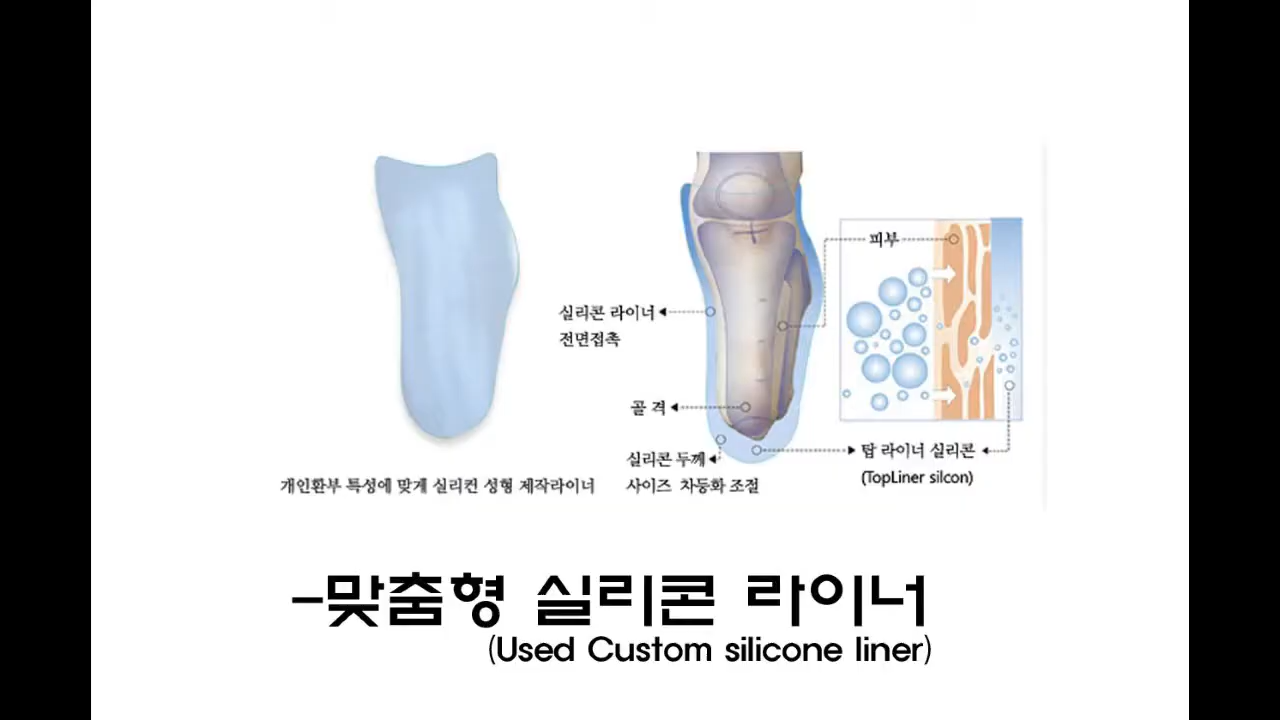 피부
실리콘 라이너
전면접촉
골 격
실리콘 두께
사이즈 차등화 조절
탑 라이너 실리콘
(TopLiner silcon)
개인환부 특성에 맞게 실리컨 성형 제작라이너
-맞춤형 실리콘 라이너
(Used Custom silicone liner)